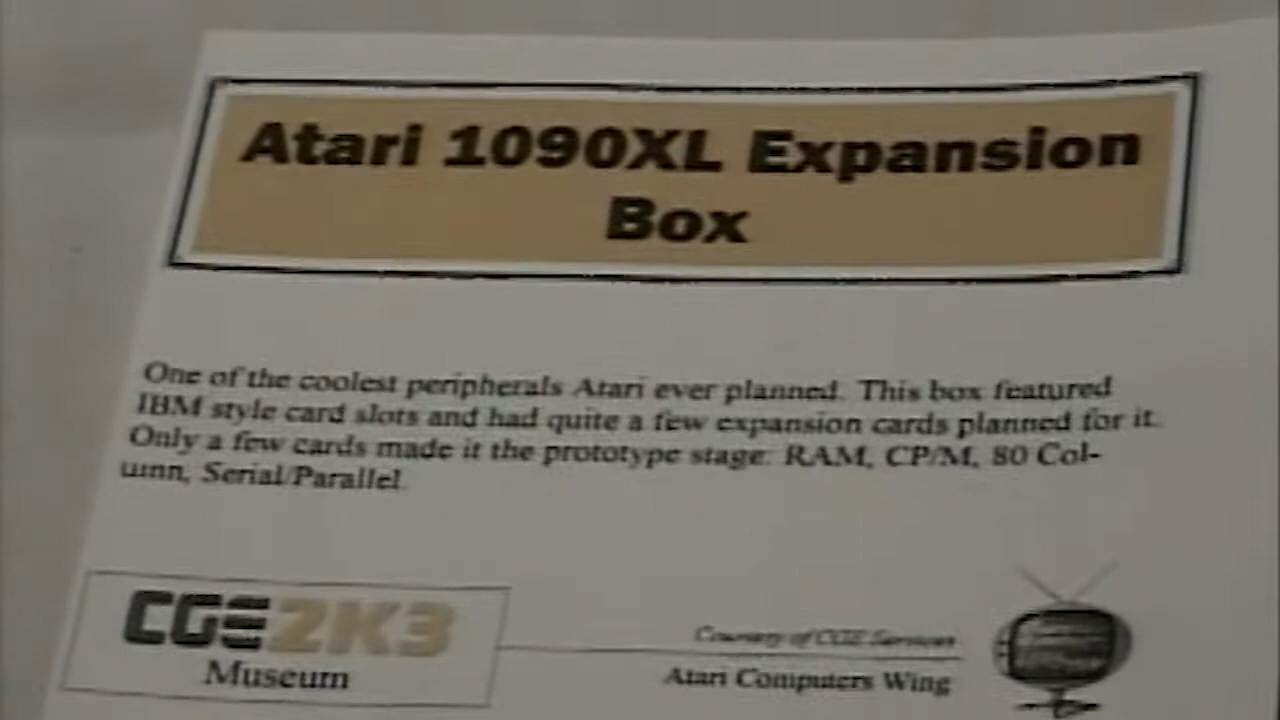 Atari 1090XL Expansion
Box
One of the coolest peripherals Atari ever planned. This box featured
IBM style card slots and had quite a few expansion cards planned for it.
Only a few cards made it the prototype stage: RAM, CP/M, 80 Col-
umn, Serial/Parallel.
CGE2K3
Museum
Courtesy of CGE Services
Atari Computers Wing